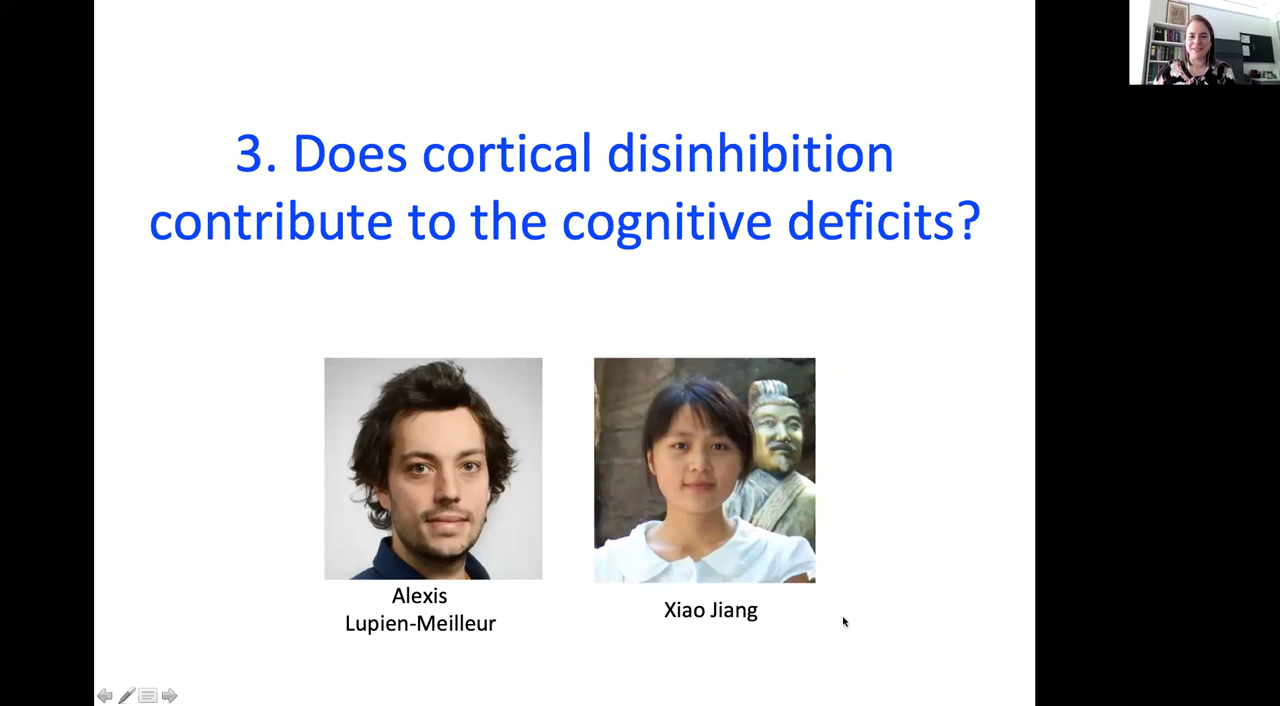 3. Does cortical disinhibition
contribute to the cognitive deficits?
Alexis
Lupien-Meilleur
Xiao Jiang